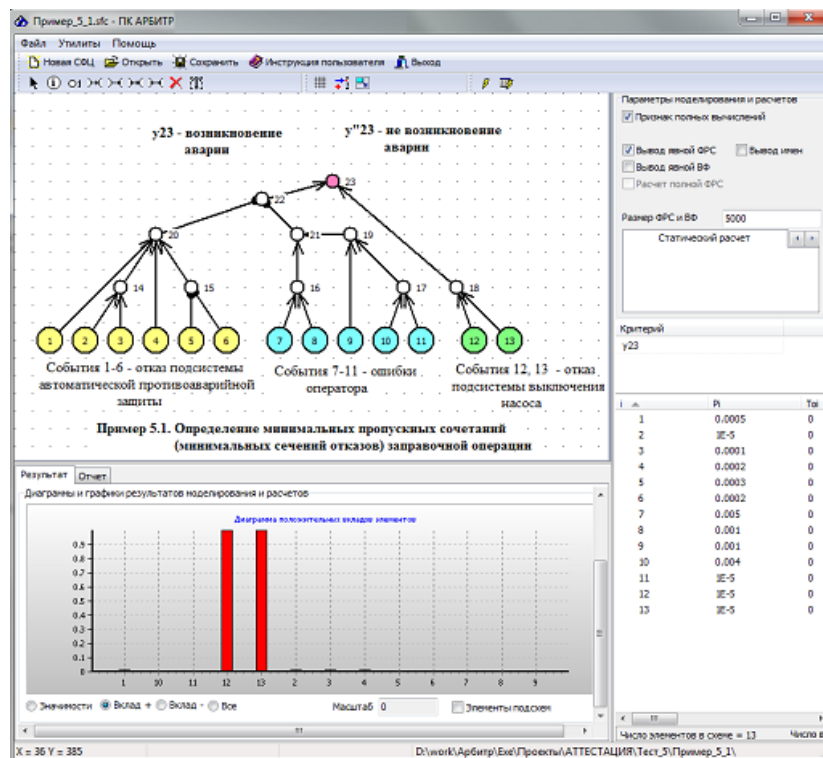 Пример_5_1.sfc - ПК АРБИТР
Файл Утилиты Помощь
Новая СФЦ Открыть Сохранить Инструкция пользователя Выход
y23 - возникновение
аварии
y"23 - не возникновение
аварии
23
22
20 21 19
14 15 16 17 18
1 2 3 4 5 6 7 8 9 10 11 12 13
События 1-6 - отказ подсистемы
автоматической противоаварийной
защиты
События 7-11 - ошибки
оператора
События 12, 13 - отказ
подсистемы выключения
насоса
Пример 5.1. Определение минимальных пропускных сочетаний
(минимальных сечений отказов) заправочной операции
Параметры моделирования и расчетов
Признак полных вычислений
Вывод явной ФРС Вывод имен
Вывод явной ВФ
Расчет полной ФРС
Размер ФРС и ВФ 5000
Статический расчет
Критерий
y23
i Pi Toi
1 0.0005 0
2 1E-5 0
3 0.0001 0
4 0.0002 0
5 0.0003 0
6 0.0002 0
7 0.005 0
8 0.001 0
9 0.001 0
10 0.004 0
11 1E-5 0
12 1E-5 0
13 1E-5 0
Число элементов в схеме = 13 Число в
Результат Отчет
Диаграммы и графики результатов моделирования и расчетов
Диаграмма положительных вкладов элементов
0.9
0.8
0.7
0.6
0.5
0.4
0.3
0.2
0.1
0
1 10 11 12 13 2 3 4 5 6 7 8 9
Значимости Вклад + Вклад - Все Масштаб 0 Элементы подсхем
X = 36 Y = 385 D:\work\Арбитр\Exe\Проекты\АТТЕСТАЦИЯ\Тест_5\Пример_5_1\